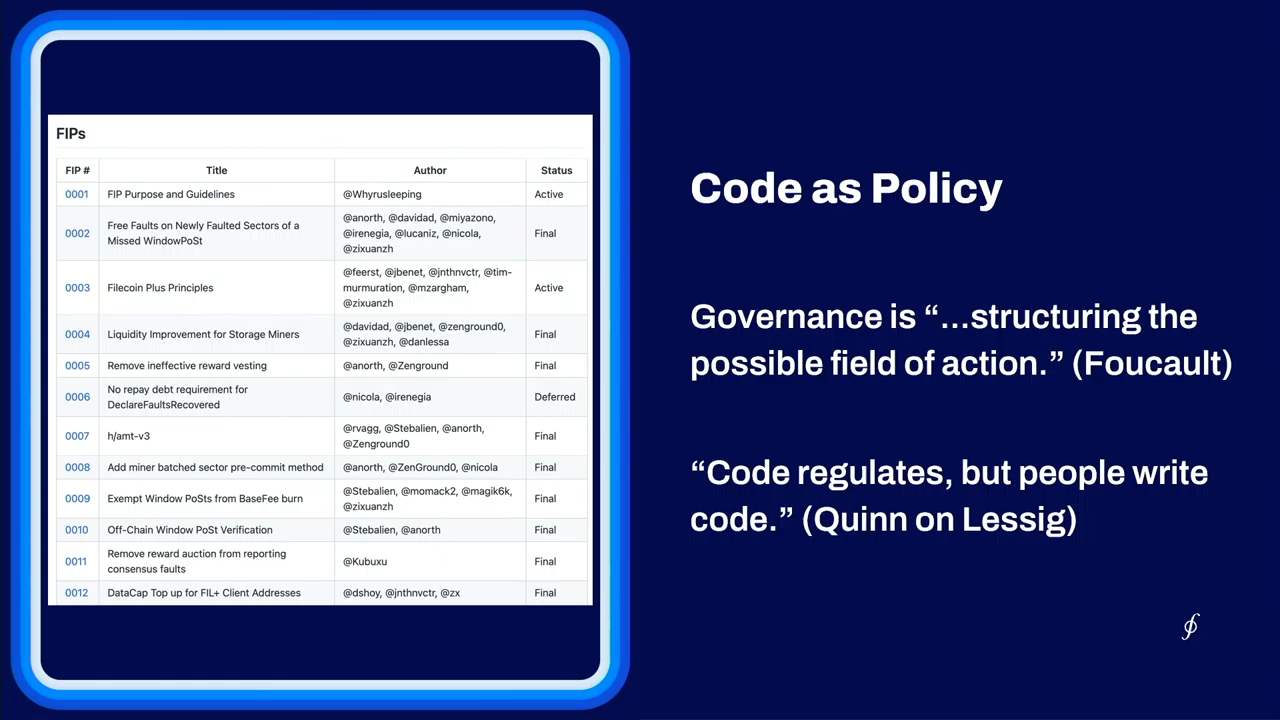 FIPs
FIP # Title Author Status
0001 FIP Purpose and Guidelines @Whyrusleeping Active
0002 Free Faults on Newly Faulted Sectors of a Missed WindowPoSt @anorth, @davidad, @miyazono, @irenegia, @lucaniz, @nicola, @zixuanzh Final
0003 Filecoin Plus Principles @feerst, @jbenet, @jnthnvctr, @tim-murmuration, @mzargham, @zixuanzh Active
0004 Liquidity Improvement for Storage Miners @davidad, @jbenet, @zenground0, @zixuanzh, @danlessa Final
0005 Remove ineffective reward vesting @anorth, @Zenground Final
0006 No repay debt requirement for DeclareFaultsRecovered @nicola, @irenegia Deferred
0007 h/amt-v3 @rvagg, @Stebalien, @anorth, @Zenground0 Final
0008 Add miner batched sector pre-commit method @anorth, @ZenGround0, @nicola Final
0009 Exempt Window PoSts from BaseFee burn @Stebalien, @momack2, @magik6k, @zixuanzh Final
0010 Off-Chain Window PoSt Verification @Stebalien, @anorth Final
0011 Remove reward auction from reporting consensus faults @Kubuxu Final
0012 DataCap Top up for FIL+ Client Addresses @dshoy, @jnthnvctr, @zx Final
Code as Policy
Governance is “...structuring the
possible field of action.” (Foucault)
“Code regulates, but people write
code.” (Quinn on Lessig)